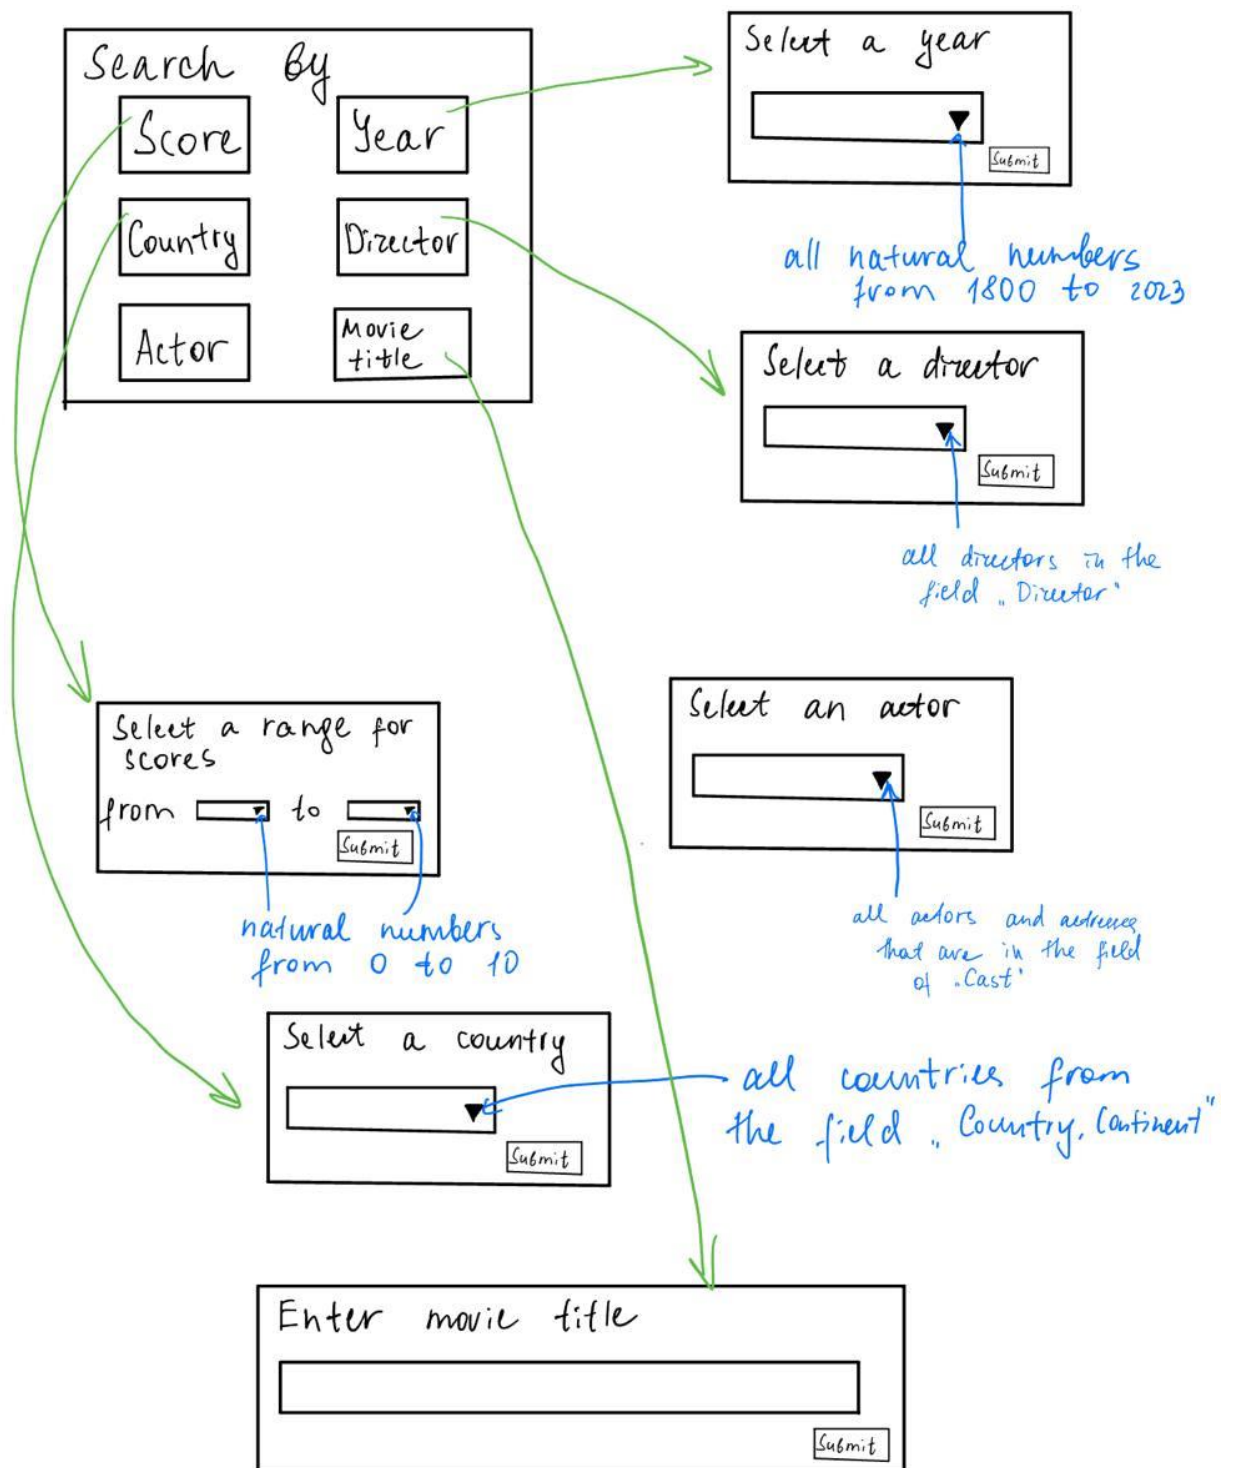 Search by
Score
Year
Country
Director
Actor
Movie
title
Select a year
Submit
all natural numbers
from 1800 to 2023
Select a director
Submit
all directors in the
field „Director“
Select a range for
scores
from to
Submit
natural numbers
from 0 to 10
Select an actor
Submit
all actors and
that are in the field
of „Cast“
Select a country
Submit
all countries from
the field „Country, Continent“
Enter movie title
Submit